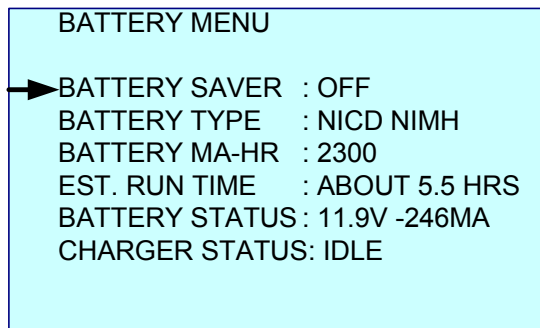 BATTERY MENU
BATTERY SAVER : OFF
BATTERY TYPE : NICD NIMH
BATTERY MA-HR : 2300
EST. RUN TIME : ABOUT 5.5 HRS
BATTERY STATUS : 11.9V -246MA
CHARGER STATUS: IDLE